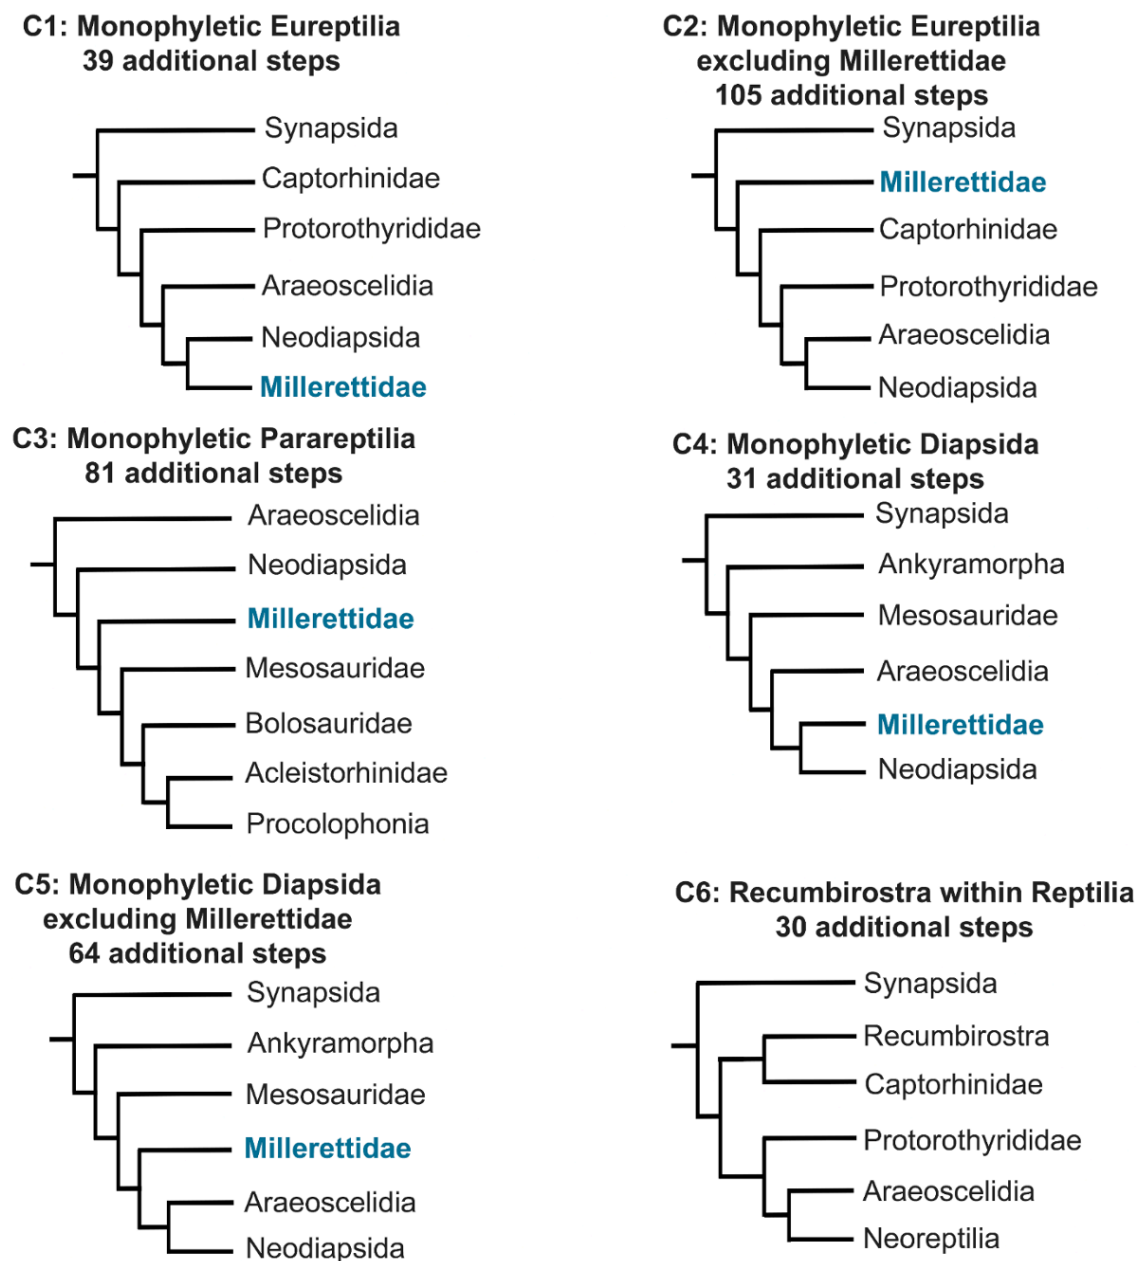 C1: Monophyletic Eureptilia
39 additional steps
Synapsida
Captorhinidae
Protorothyrididae
Araeoscelidia
Neodiapsida
Millerettidae
C2: Monophyletic Eureptilia
excluding Millerettidae
105 additional steps
Synapsida
Millerettidae
Captorhinidae
Protorothyrididae
Araeoscelidia
Neodiapsida
C3: Monophyletic Parareptilia
81 additional steps
Araeoscelidia
Neodiapsida
Millerettidae
Mesosauridae
Bolosauridae
Acleistorhinidae
Procolophonia
C4: Monophyletic Diapsida
31 additional steps
Synapsida
Ankyramorpha
Mesosauridae
Araeoscelidia
Millerettidae
Neodiapsida
C5: Monophyletic Diapsida
excluding Millerettidae
64 additional steps
Synapsida
Ankyramorpha
Mesosauridae
Millerettidae
Araeoscelidia
Neodiapsida
C6: Recumbirostra within Reptilia
30 additional steps
Synapsida
Recumbirostra
Captorhinidae
Protorothyrididae
Araeoscelidia
Neoreptilia